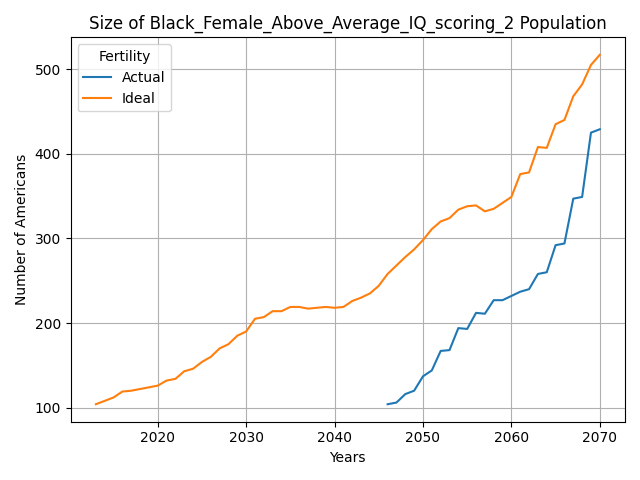 Size of Black_Female_Above_Average_IQ_scoring_2 Population
Fertility
Actual
Ideal
Number of Americans
500
400
300
200
100
2020
2030
2040
2050
2060
2070
Years